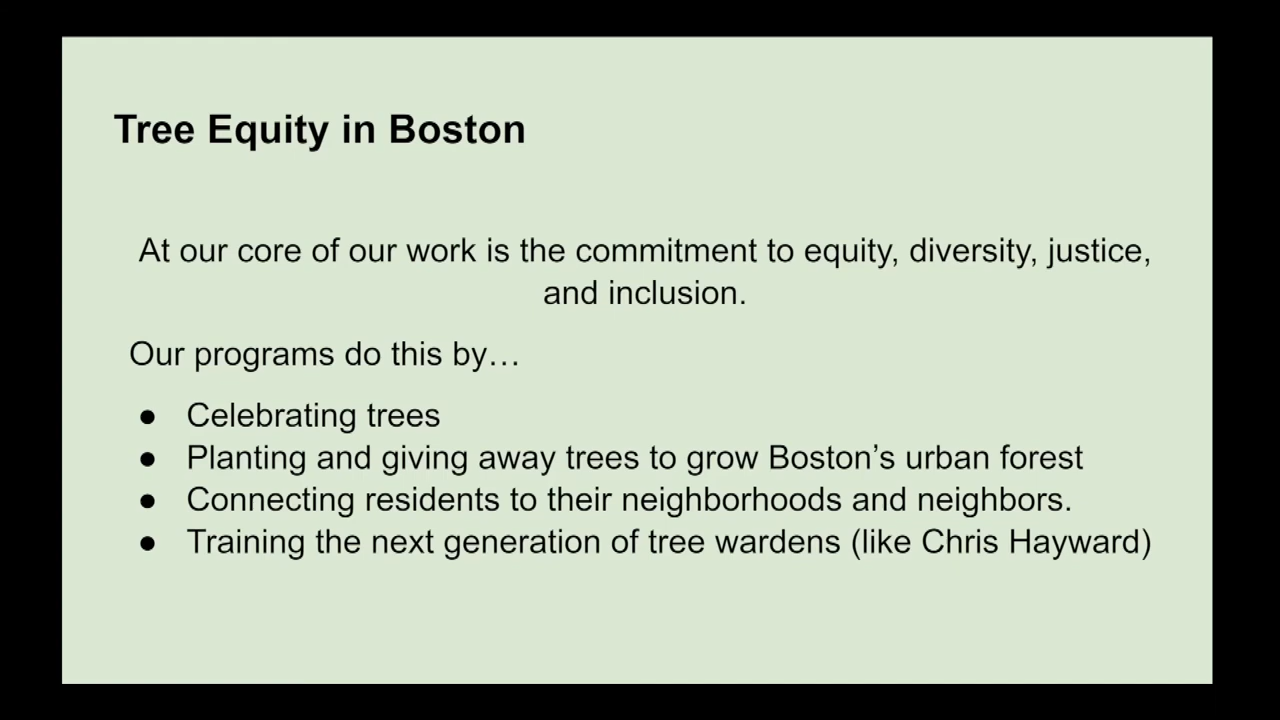 Tree Equity in Boston
At our core of our work is the commitment to equity, diversity, justice,
and inclusion.
Our programs do this by…
● Celebrating trees
● Planting and giving away trees to grow Boston’s urban forest
● Connecting residents to their neighborhoods and neighbors.
● Training the next generation of tree wardens (like Chris Hayward)